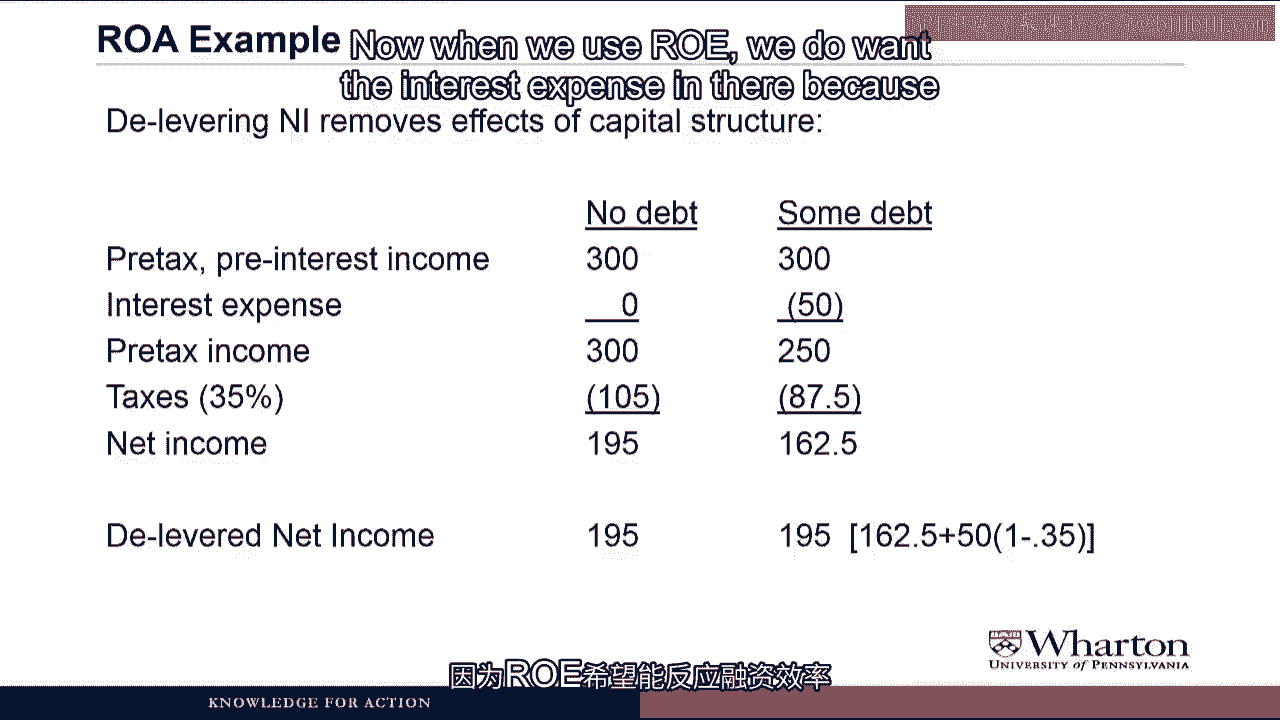 ROA Example
Now when we use ROE, we do want
the interest expense in there because
De-levering NI removes effects of capital structure:
No debt Some debt
Pretax, pre-interest income 300 300
Interest expense 0 (50)
Pretax income 300 250
Taxes (35%) (105) (87.5)
Net income 195 162.5
De-levered Net Income 195 195 [162.5+50(1-.35)]
Wharton
UNIVERSITY of PENNSYLVANIA
因为ROE希望能反应融资效率
KNOWLEDGE FOR ACTION